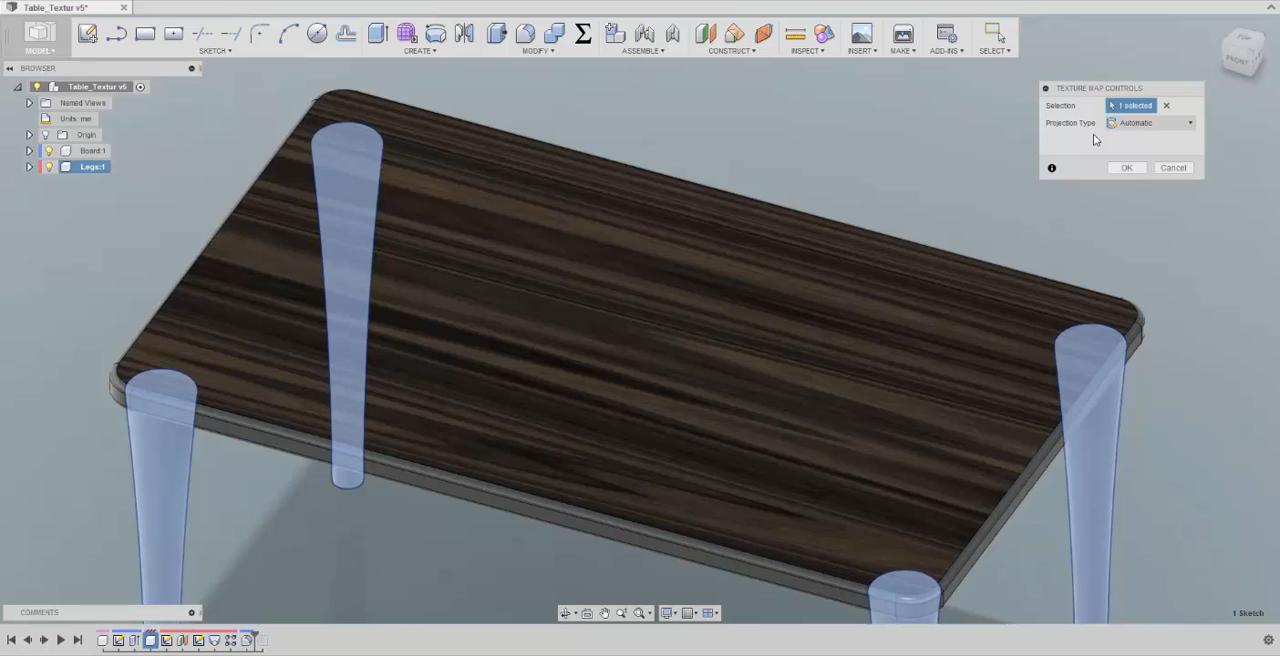 Table_Textur v5*
MODEL▾ SKETCH▾ CREATE▾ MODIFY▾ ASSEMBLE▾ CONSTRUCT▾ INSPECT▾ INSERT▾ MAKE▾ ADD-INS▾ SELECT▾
BROWSER
Table_Textur v5
Named Views
Units: mm
Origin
Board:1
Legs:1
TOP
FRONT
TEXTURE MAP CONTROLS
Selection 1 selected
Projection Type Automatic
OK Cancel
COMMENTS
1 Sketch